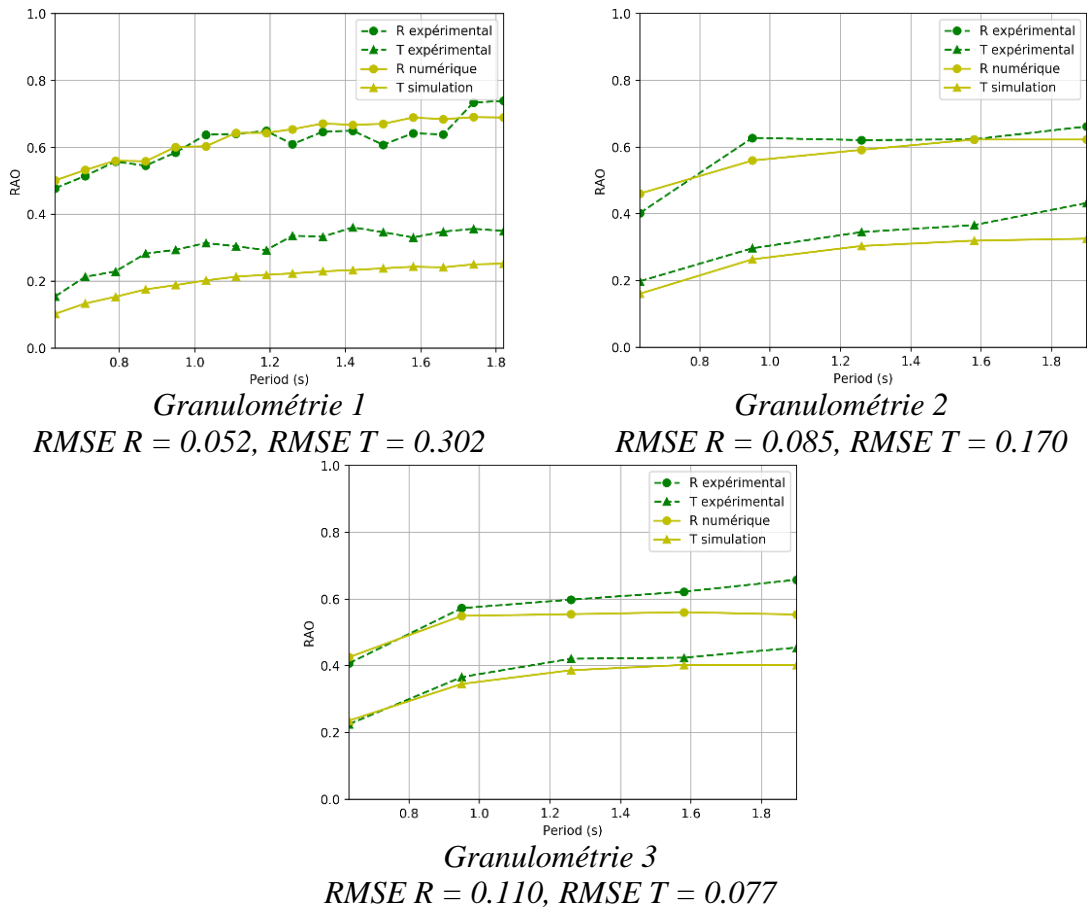 1.0
0.8
0.6
0.4
0.2
0.0
RAO
R expérimental
T expérimental
R numérique
T simulation
0.8 1.0 1.2 1.4 1.6 1.8
Period (s)
Granulométrie 1
RMSE R = 0.052, RMSE T = 0.302
1.0
0.8
0.6
0.4
0.2
0.0
RAO
R expérimental
T expérimental
R numérique
T simulation
0.8 1.0 1.2 1.4 1.6 1.8
Period (s)
Granulométrie 2
RMSE R = 0.085, RMSE T = 0.170
1.0
0.8
0.6
0.4
0.2
0.0
RAO
R expérimental
T expérimental
R numérique
T simulation
0.8 1.0 1.2 1.4 1.6 1.8
Period (s)
Granulométrie 3
RMSE R = 0.110, RMSE T = 0.077